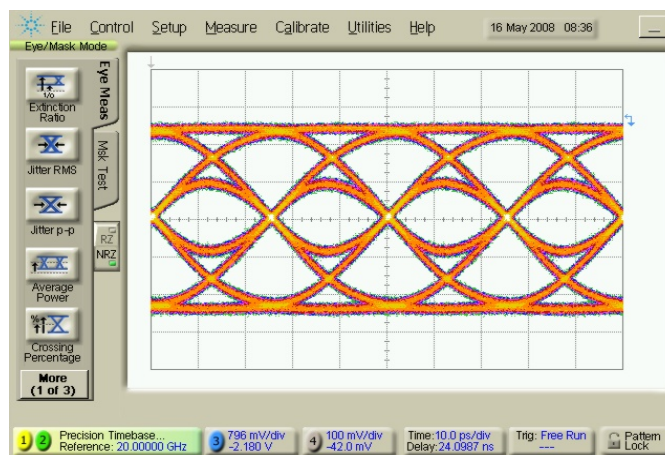 File Control Setup Measure Calibrate Utilities Help 16 May 2008 08:36
Eye/Mask Mode
Eye Meas
Msk Test
1/0
Extinction
Ratio
Jitter RMS
Jitter p-p
RZ
NRZ
Average
Power
%
Crossing
Percentage
More
(1 of 3)
1 2 Precision Timebase...
Reference: 20.00000 GHz
3 796 mV/div
-2.180 V
4 100 mV/div
-42.0 mV
Time:10.0 ps/div
Delay:24.0987 ns
Trig: Free Run
---
Pattern
Lock